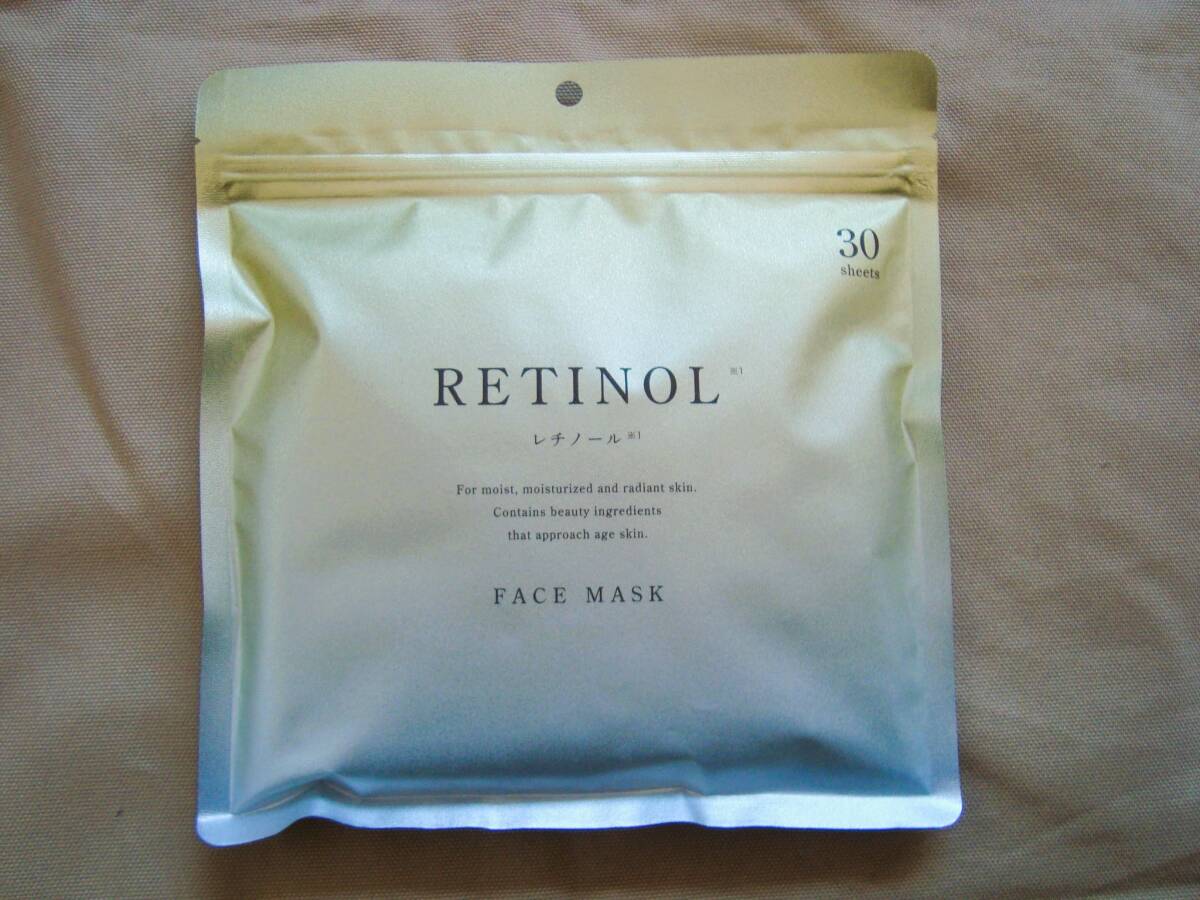 30
sheets
RETINOL ※1
レチノール ※1
For moist, moisturized and radiant skin.
Contains beauty ingredients
that approach age skin.
FACE MASK